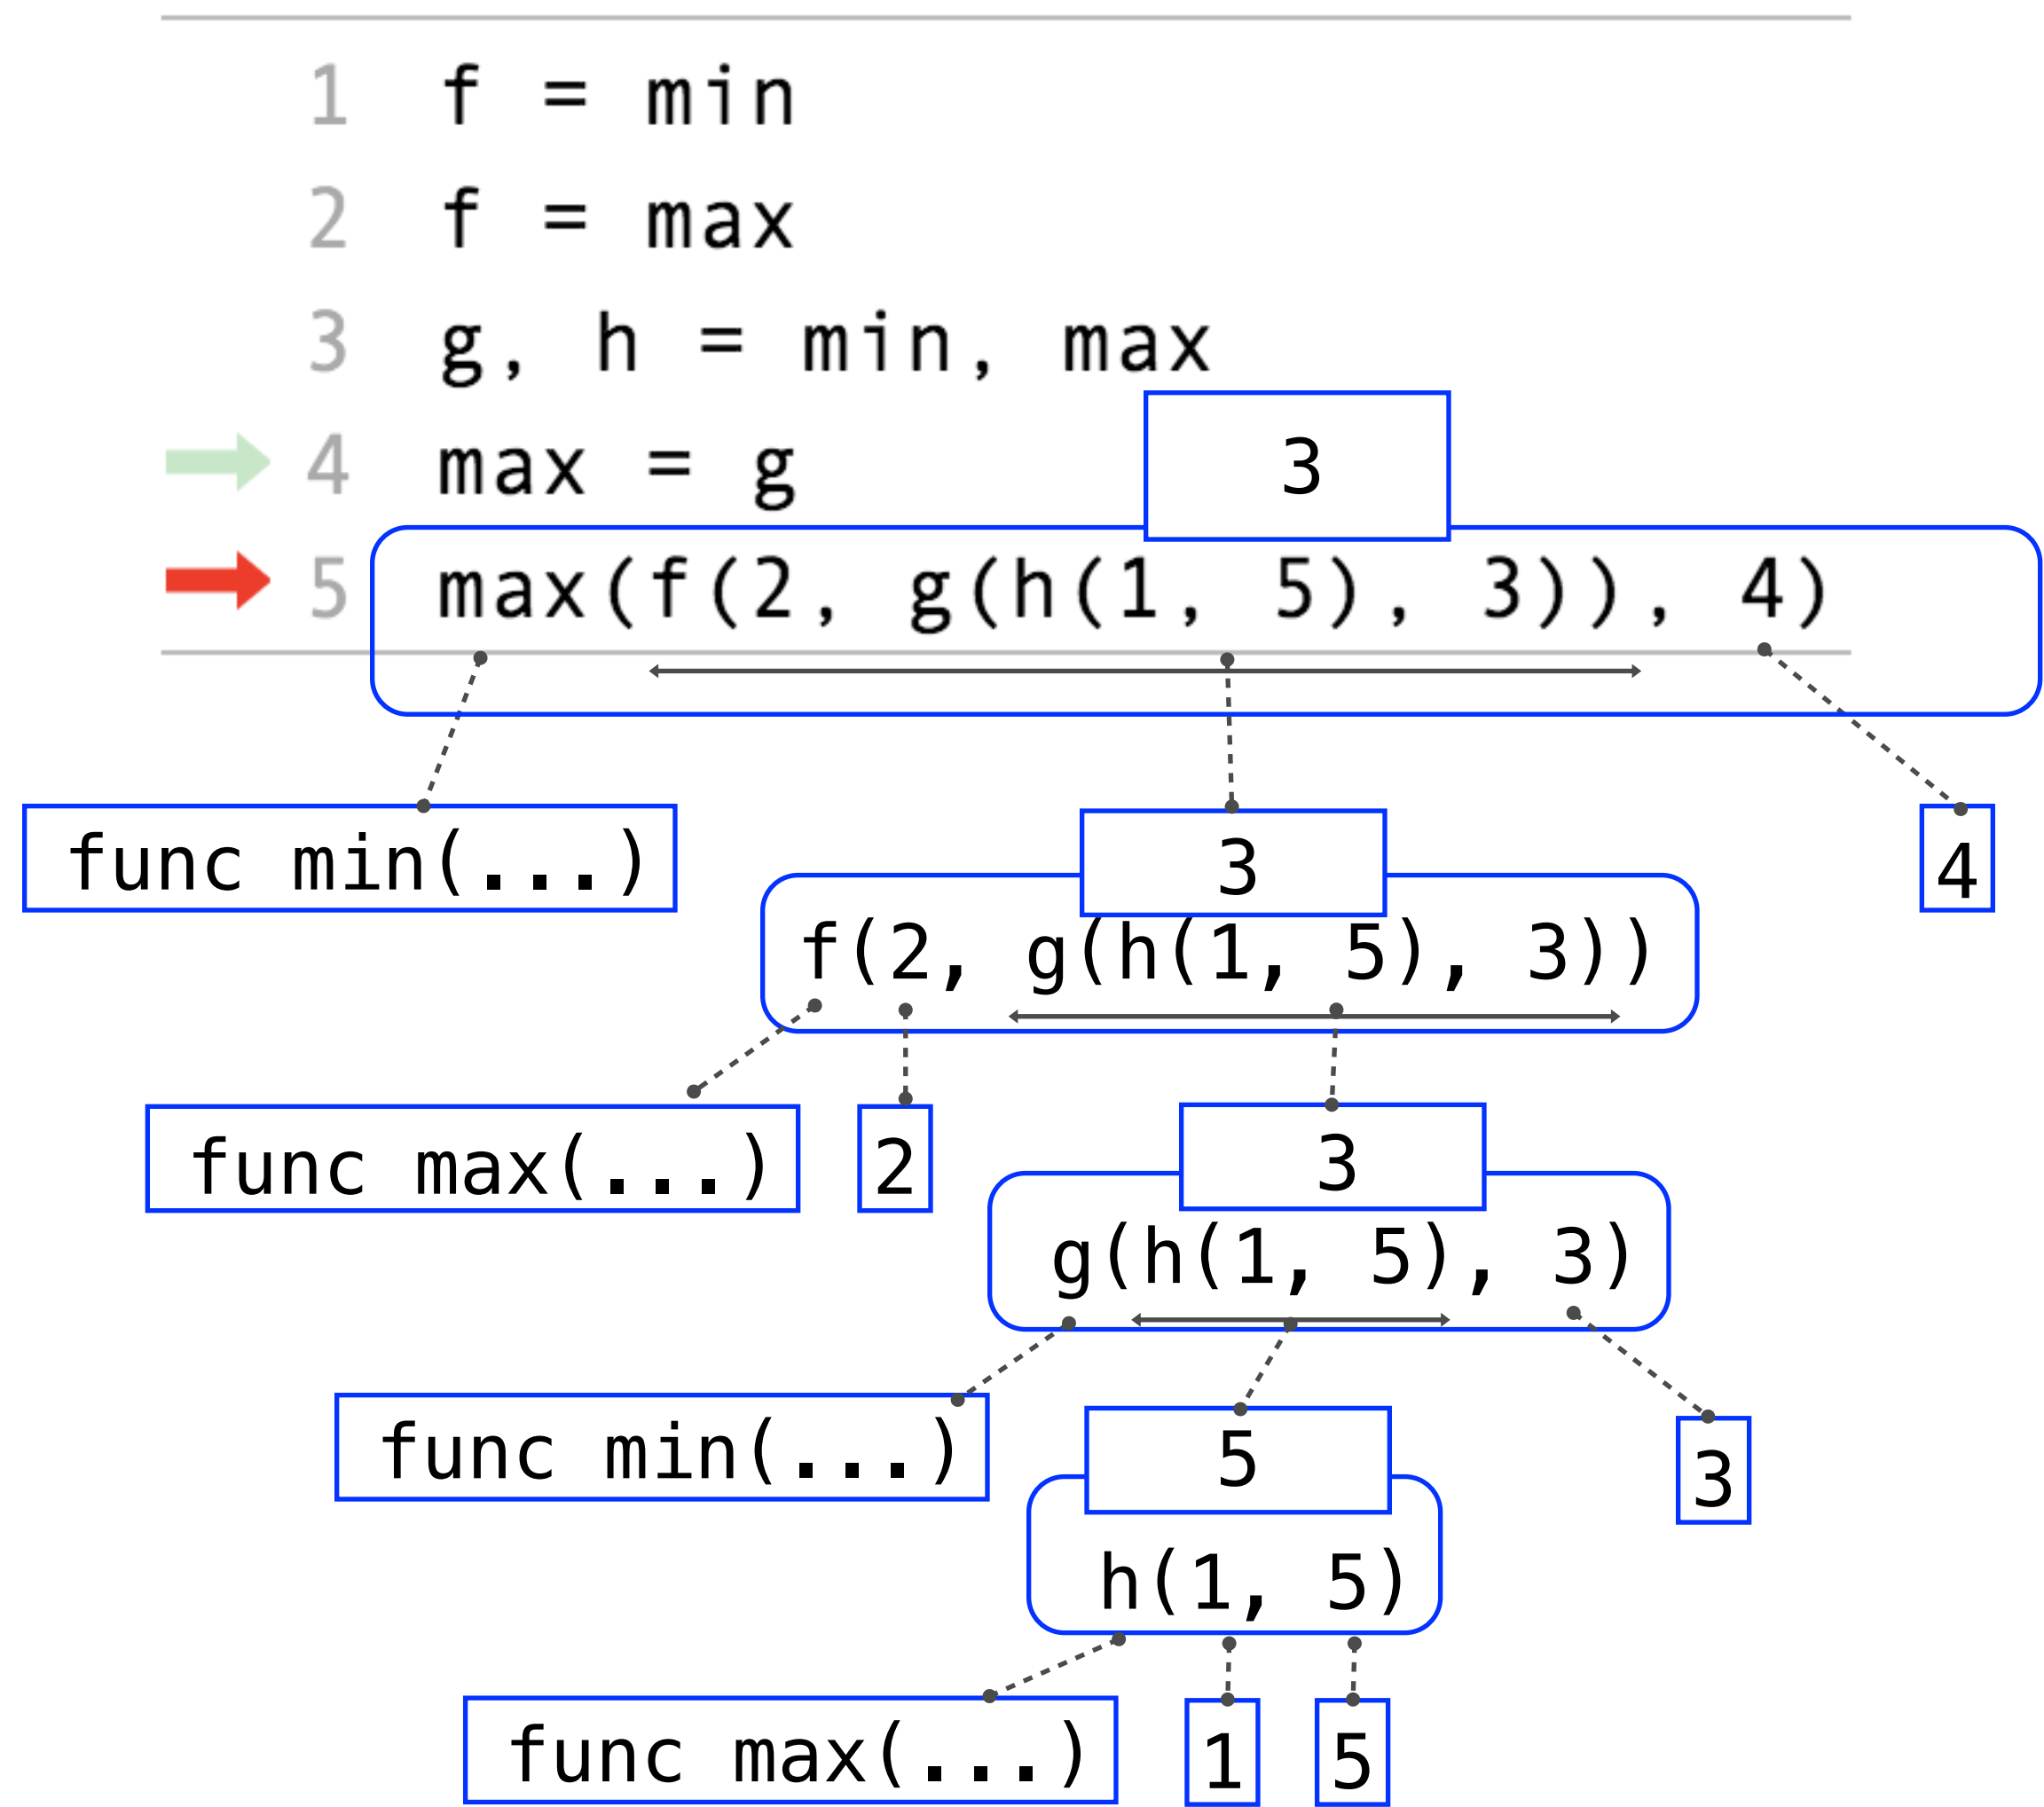 1 f = min
2 f = max
3 g, h = min, max
4 max = g
3
5 max(f(2, g(h(1, 5), 3)), 4)
func min(...)
3
4
f(2, g(h(1, 5), 3))
func max(...)
2
3
g(h(1, 5), 3)
func min(...)
5
3
h(1, 5)
func max(...)
1
5